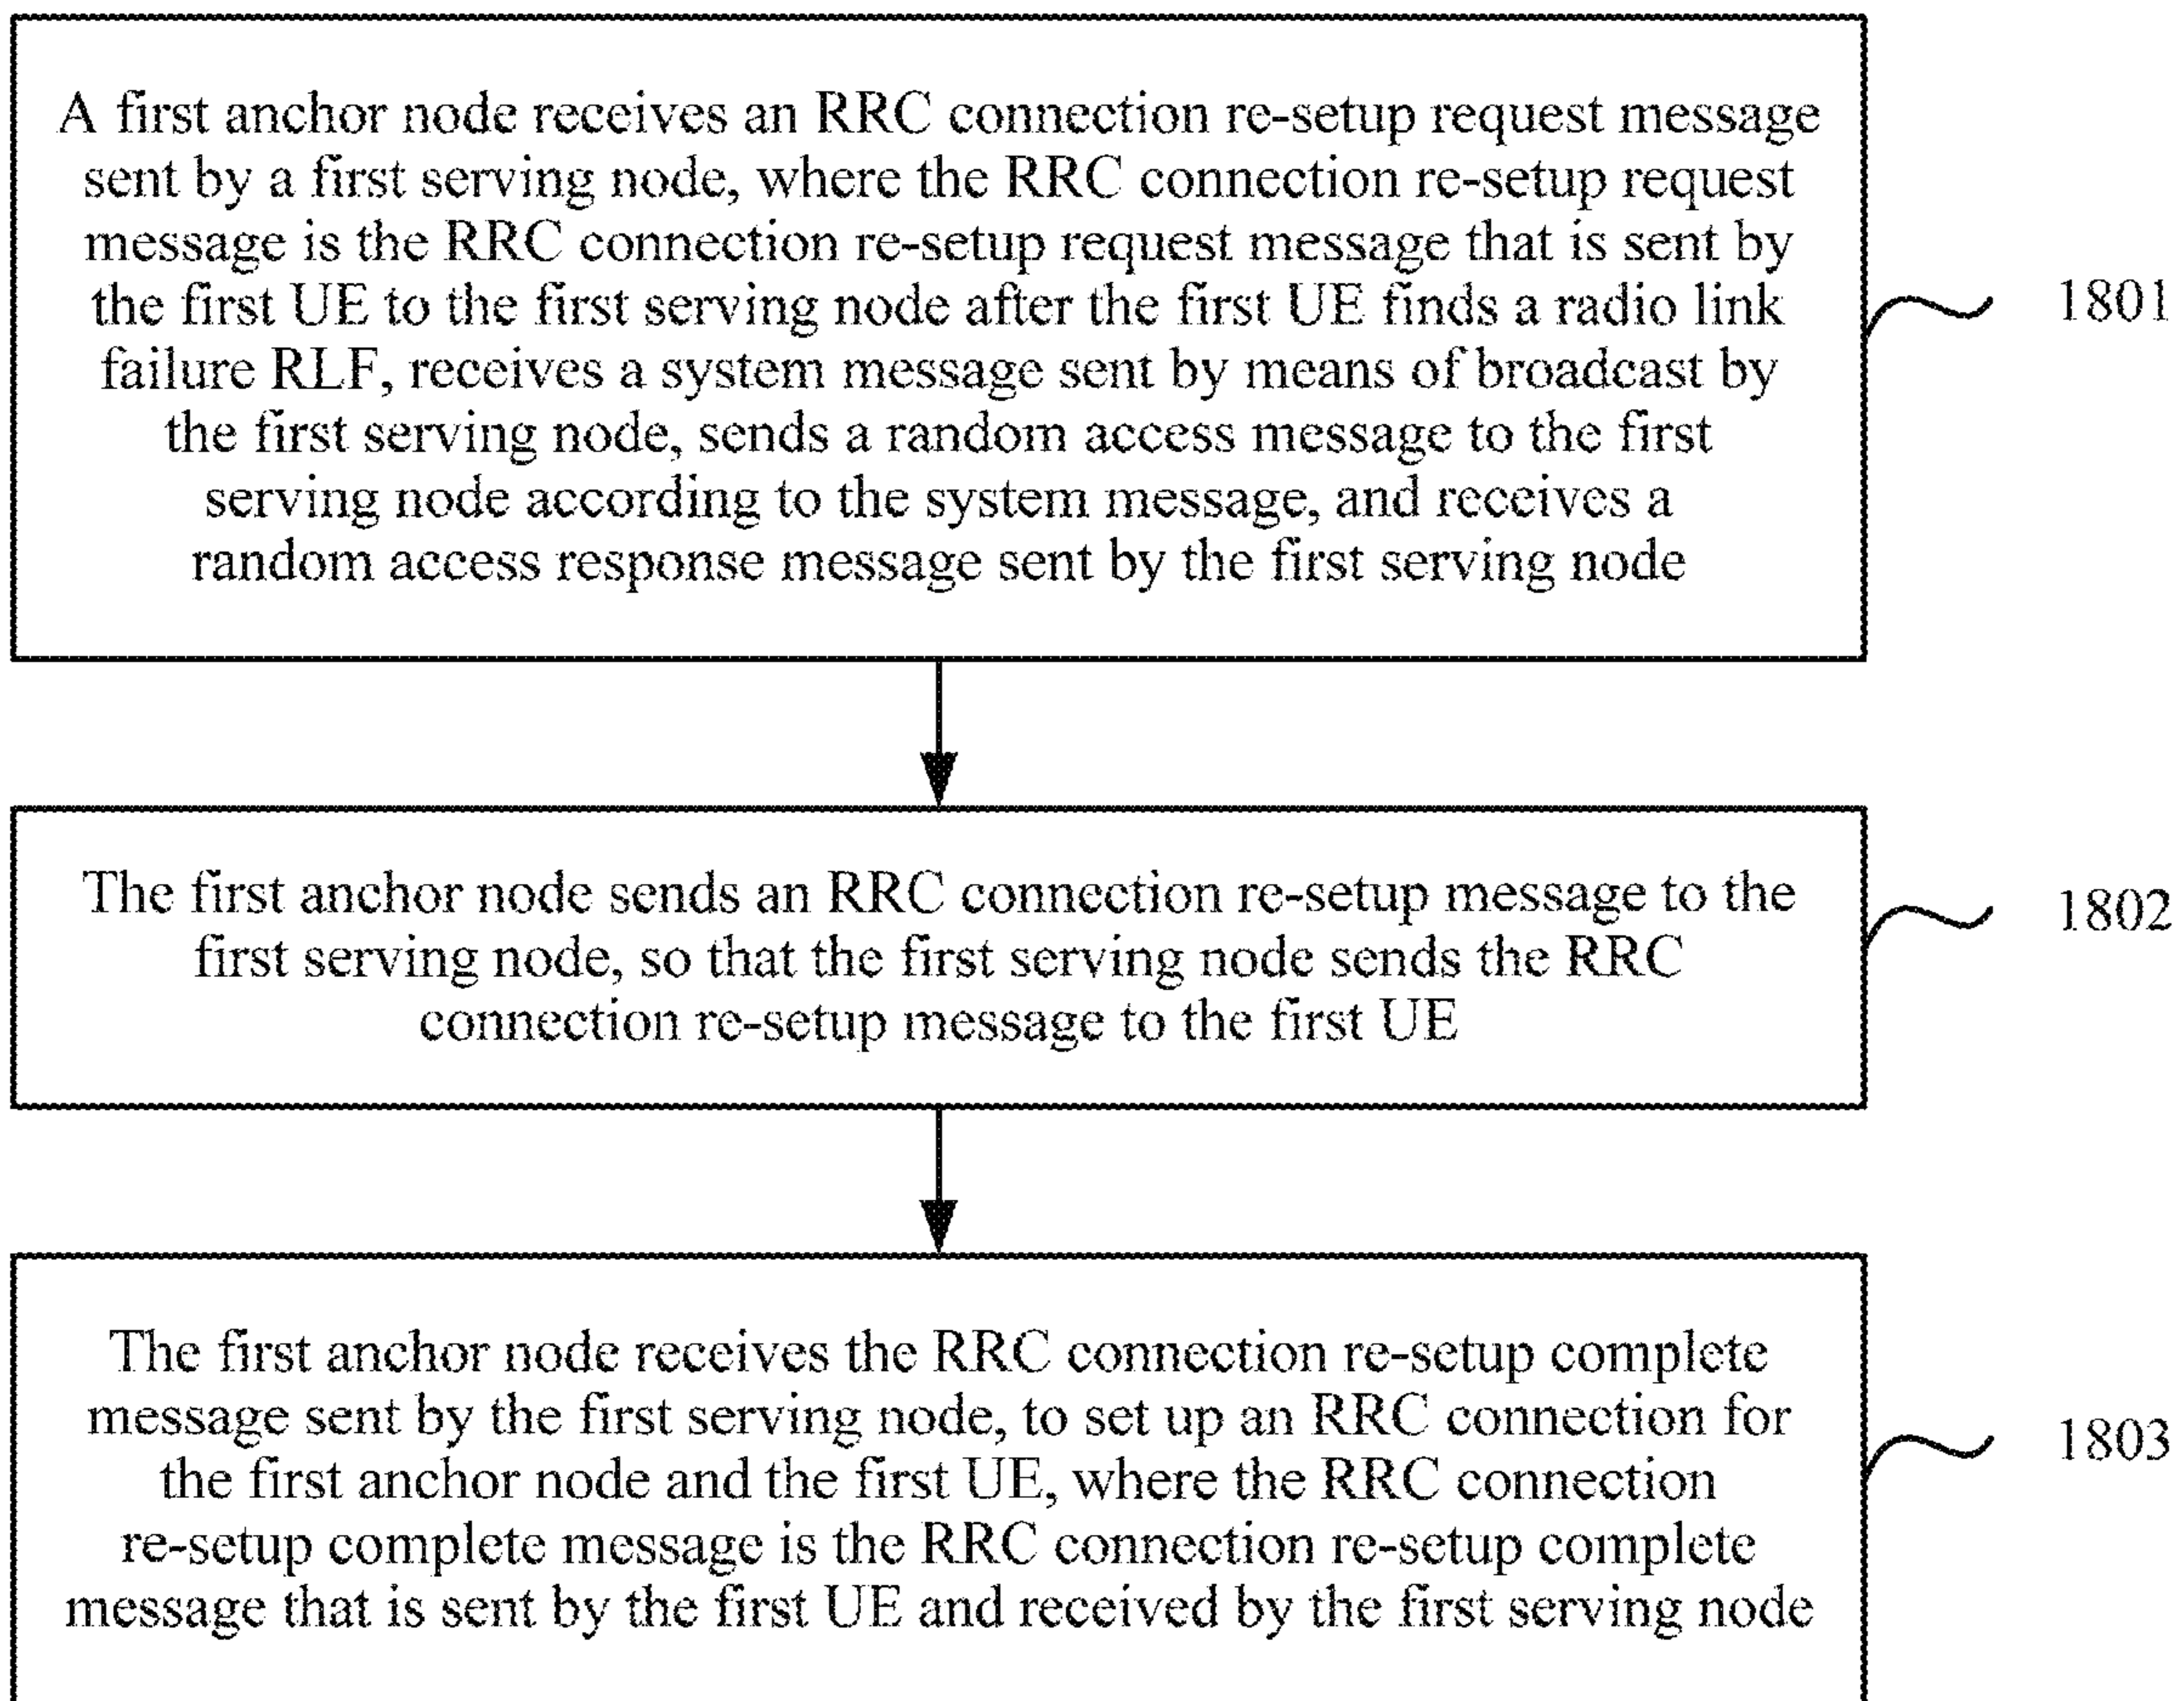 A first anchor node receives an RRC connection re-setup request message
sent by a first serving node, where the RRC connection re-setup request
message is the RRC connection re-setup request message that is sent by
the first UE to the first serving node after the first UE finds a radio link
failure RLF, receives a system message sent by means of broadcast by
the first serving node, sends a random access message to the first
serving node according to the system message, and receives a
random access response message sent by the first serving node
1801
The first anchor node sends an RRC connection re-setup message to the
first serving node, so that the first serving node sends the RRC
connection re-setup message to the first UE
1802
The first anchor node receives the RRC connection re-setup complete
message sent by the first serving node, to set up an RRC connection for
the first anchor node and the first UE, where the RRC connection
re-setup complete message is the RRC connection re-setup complete
message that is sent by the first UE and received by the first serving node
1803